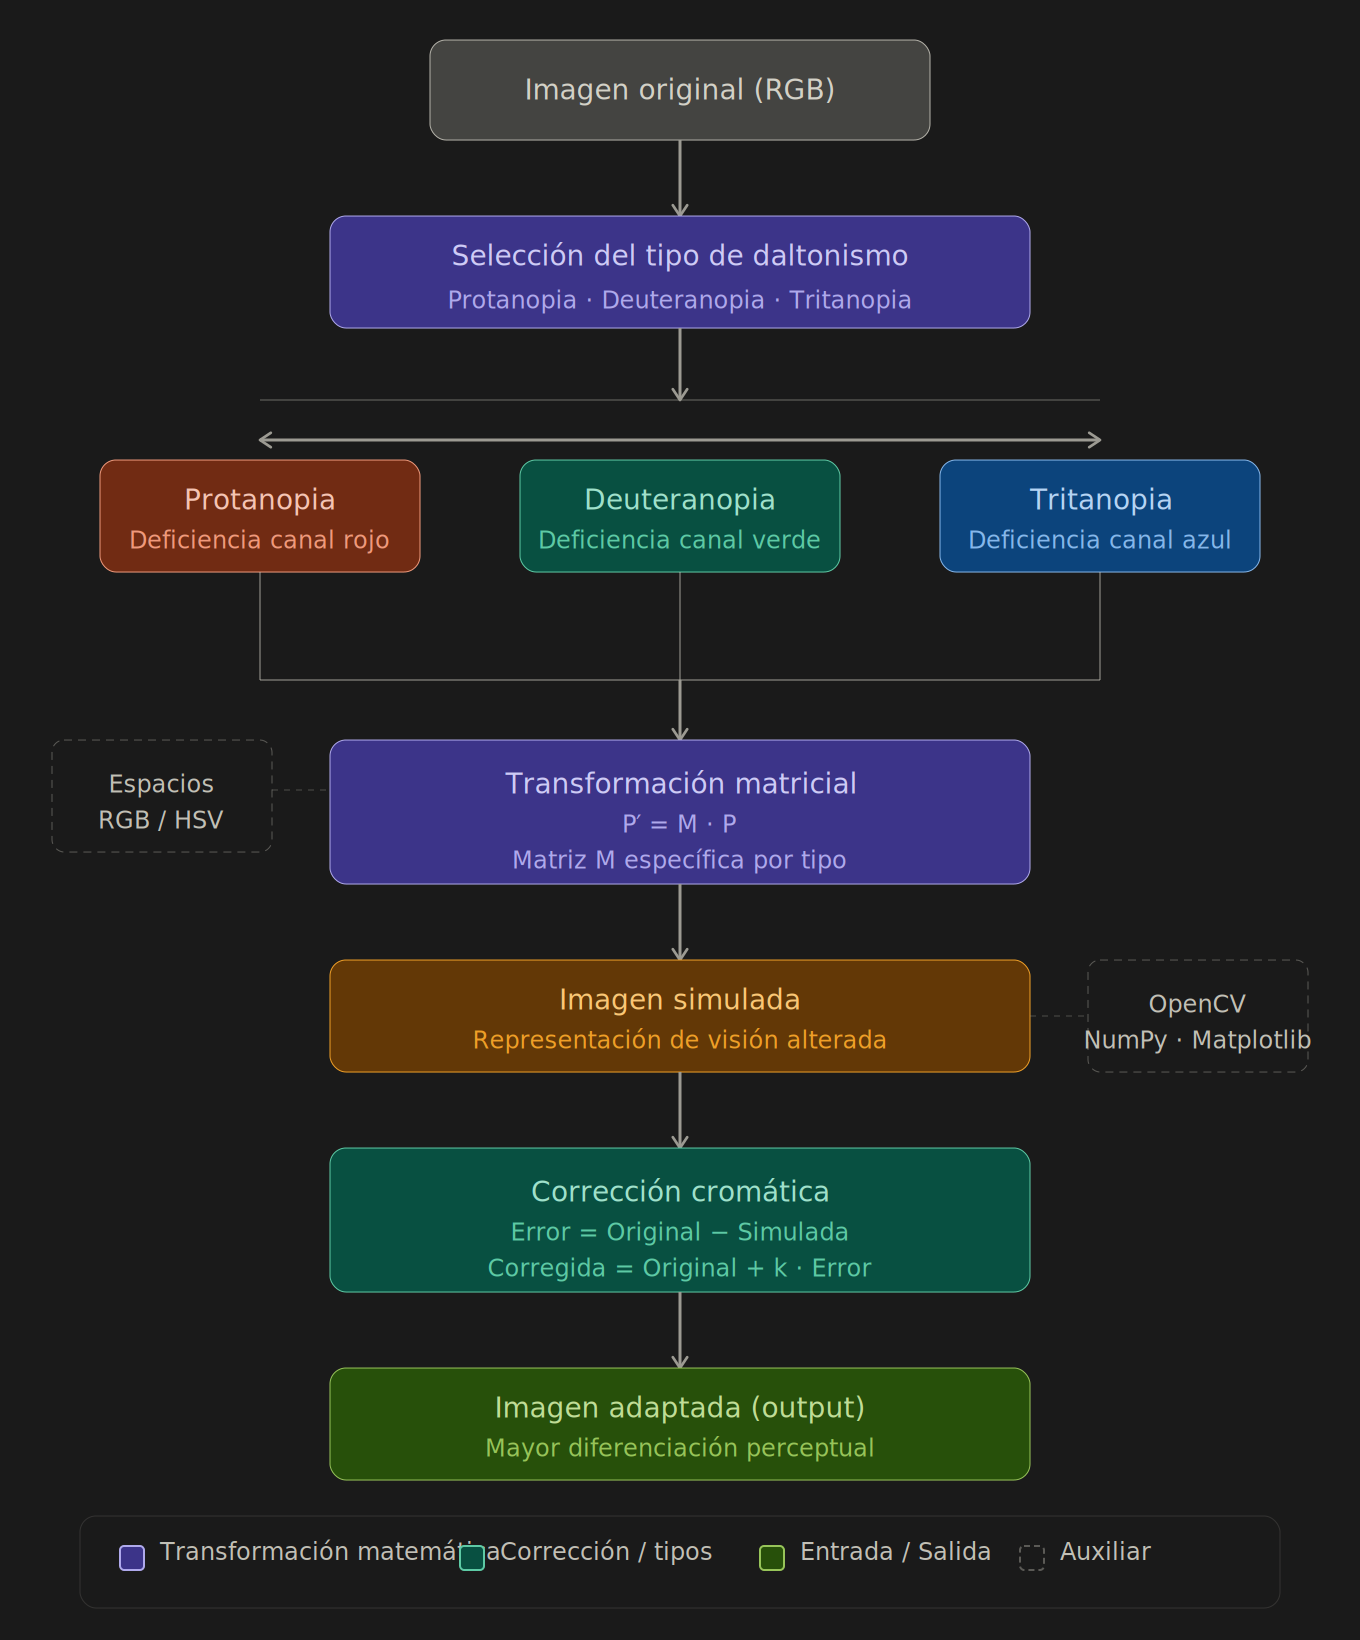 Imagen original (RGB)
Selección del tipo de daltonismo
Protanopia · Deuteranopia · Tritanopia
Protanopia
Deficiencia canal rojo
Deuteranopia
Deficiencia canal verde
Tritanopia
Deficiencia canal azul
Espacios
RGB / HSV
Transformación matricial
P′ = M · P
Matriz M específica por tipo
Imagen simulada
Representación de visión alterada
OpenCV
NumPy · Matplotlib
Corrección cromática
Error = Original − Simulada
Corregida = Original + k · Error
Imagen adaptada (output)
Mayor diferenciación perceptual
Transformación matemática
Corrección / tipos
Entrada / Salida
Auxiliar